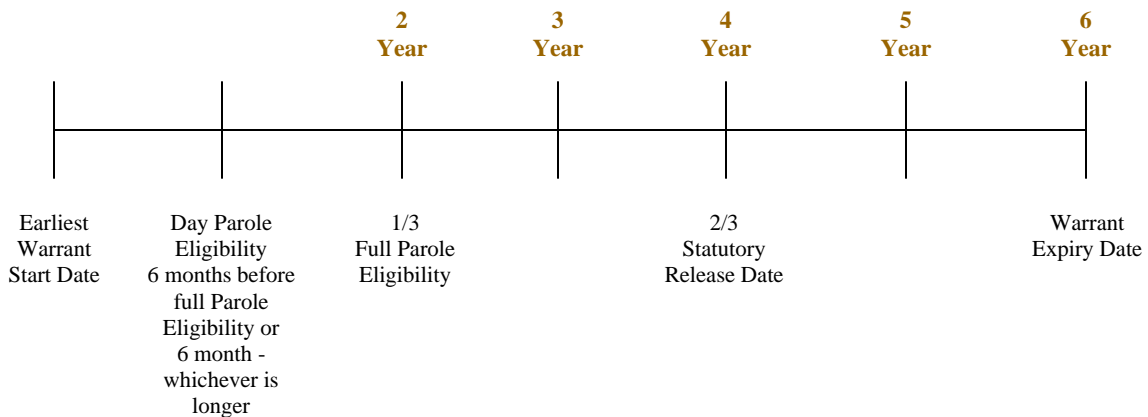 2
Year
3
Year
4
Year
5
Year
6
Year
Earliest
Warrant
Start Date
Day Parole
Eligibility
6 months before
full Parole
Eligibility or
6 month -
whichever is
longer
1/3
Full Parole
Eligibility
2/3
Statutory
Release Date
Warrant
Expiry Date